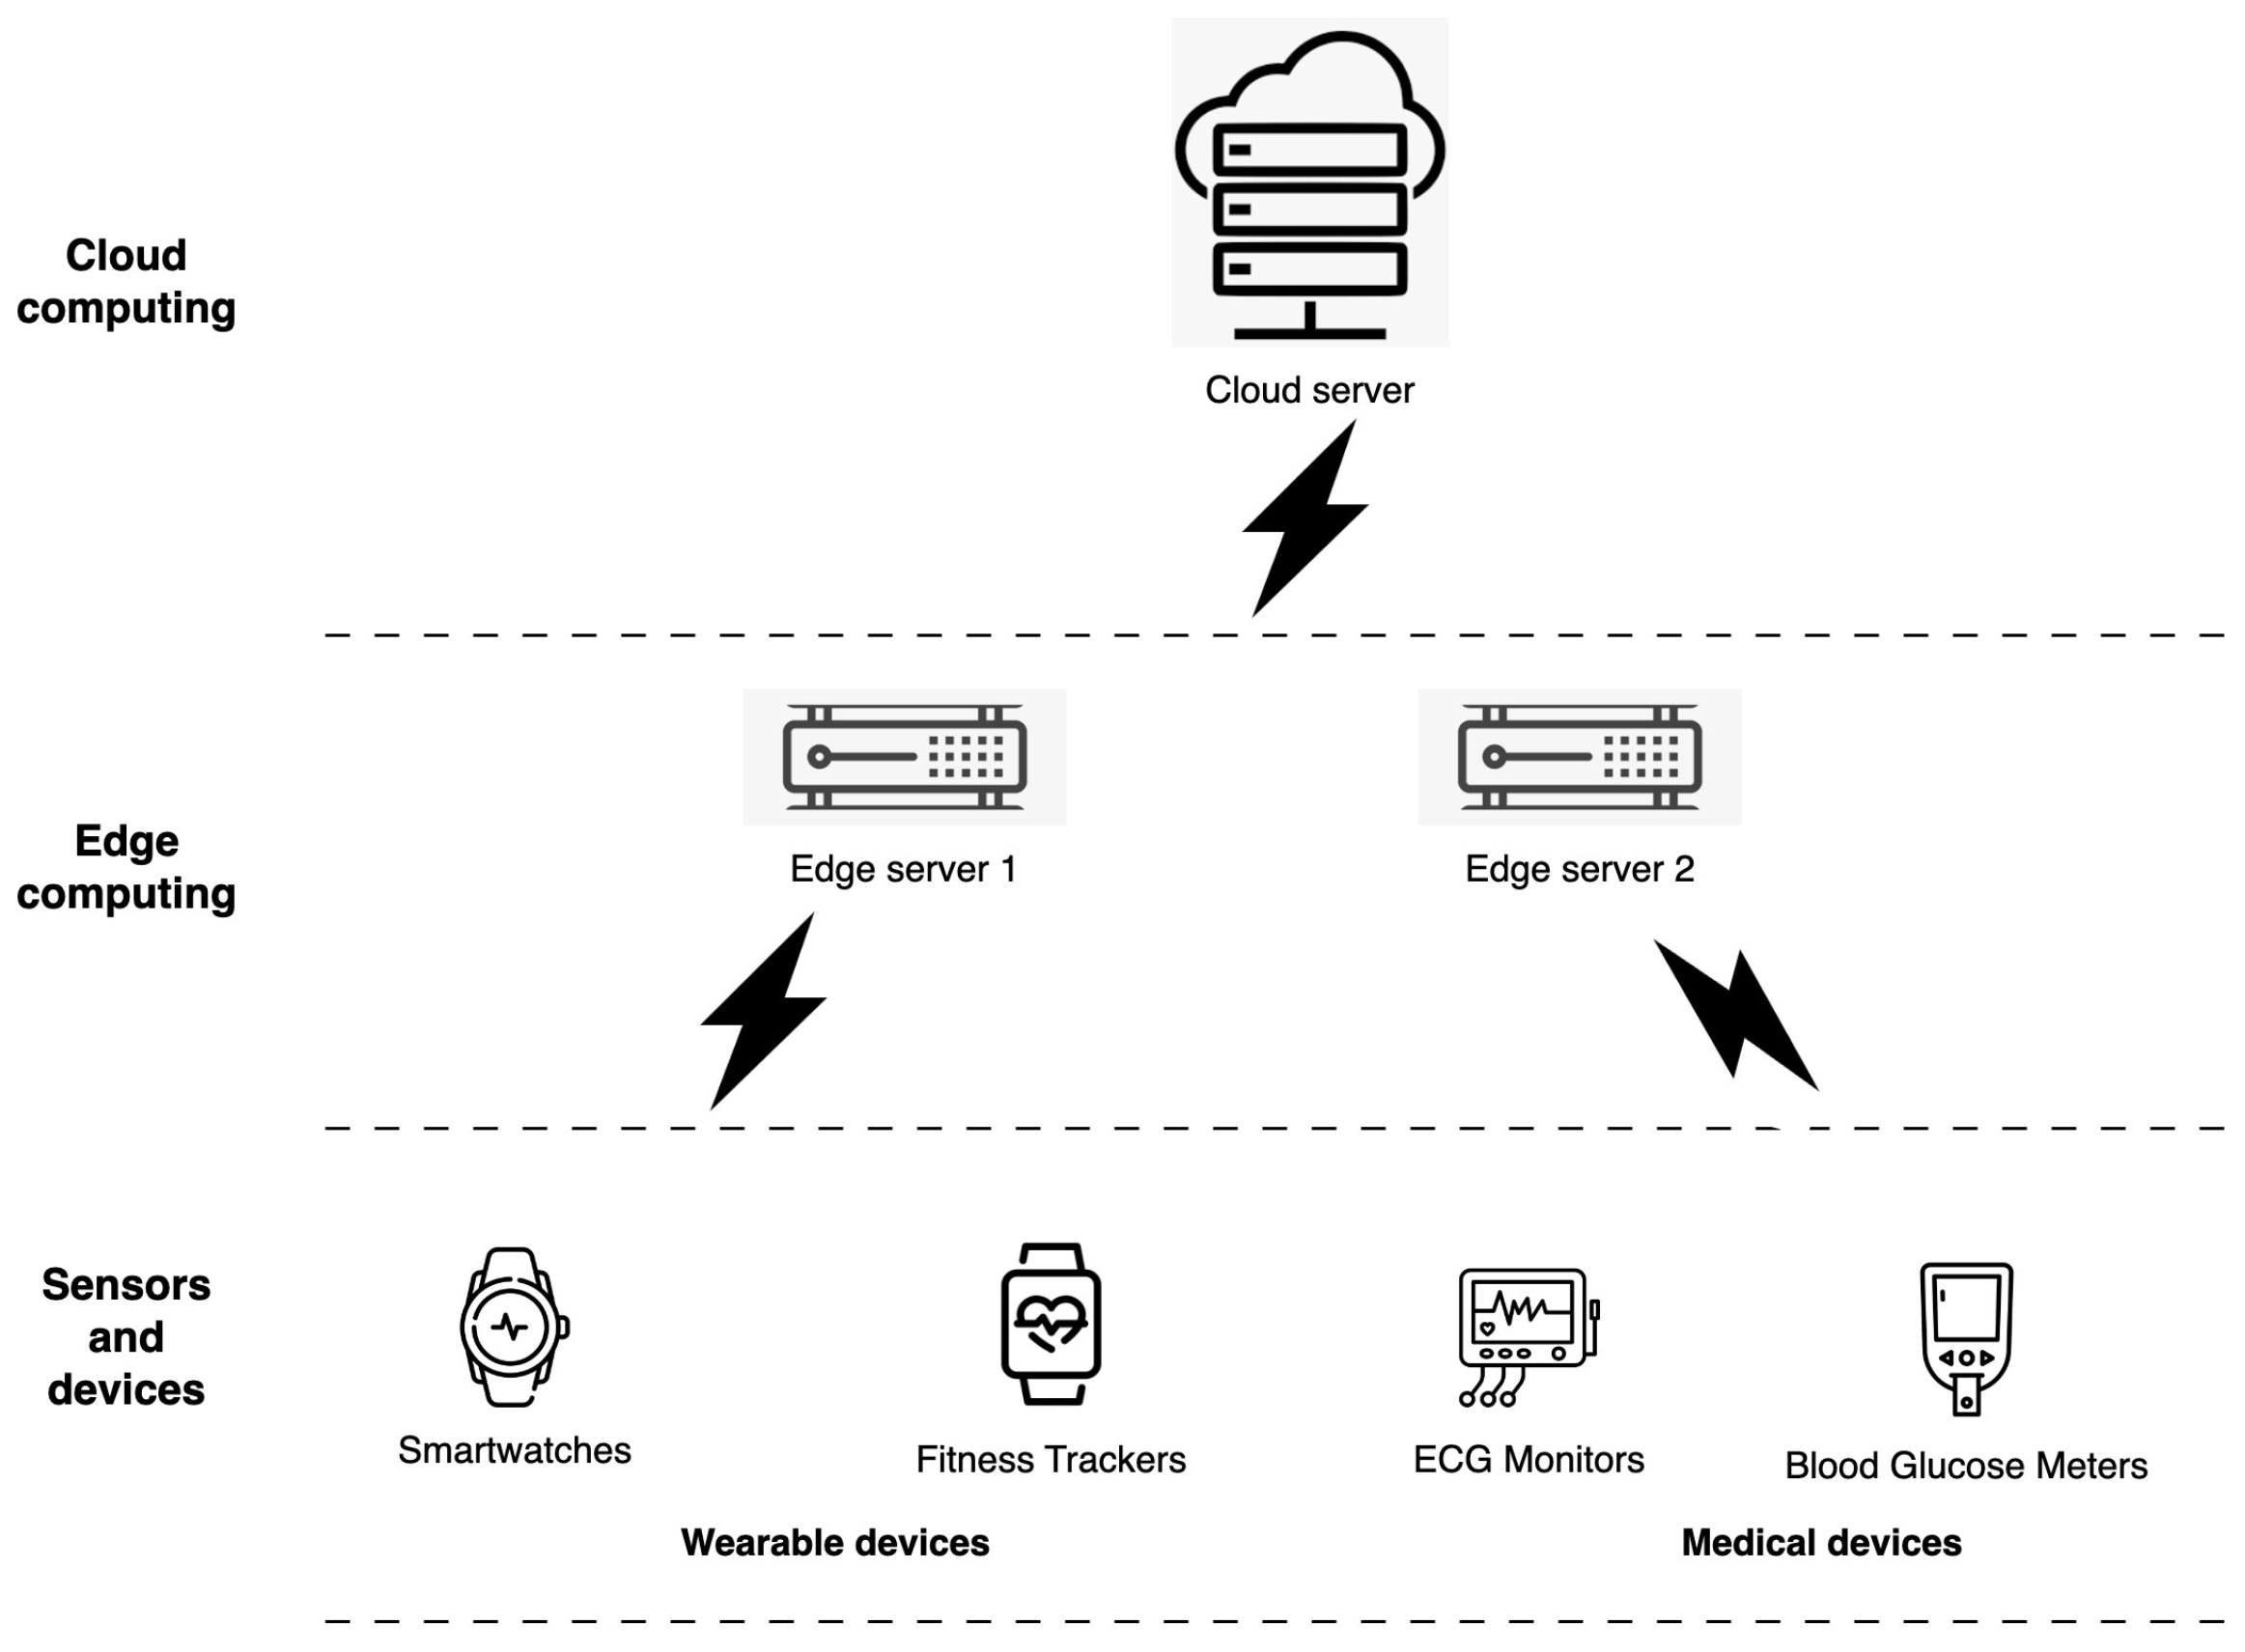 Cloud
computing
Cloud server
Edge
computing
Edge server 1
Edge server 2
Sensors
and
devices
Smartwatches
Fitness Trackers
ECG Monitors
Blood Glucose Meters
Wearable devices
Medical devices